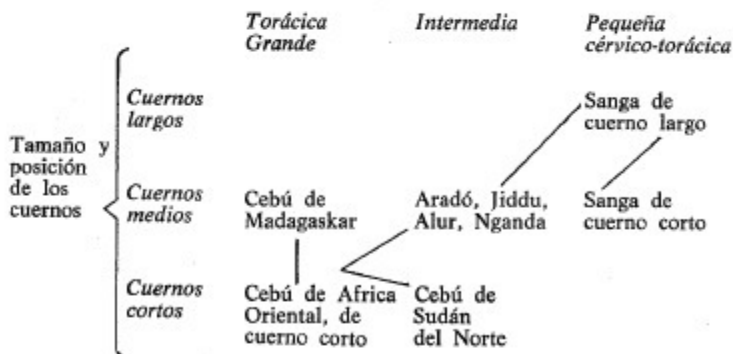 Torácica Grande
Intermedia
Pequeña cérvico-torácica
Tamaño y posición de los cuernos
Cuernos largos
Sanga de cuerno largo
Cuernos medios
Cebú de Madagaskar
Aradó, Jiddu, Alur, Nganda
Sanga de cuerno corto
Cuernos cortos
Cebú de Africa Oriental, de cuerno corto
Cebú de Sudán del Norte